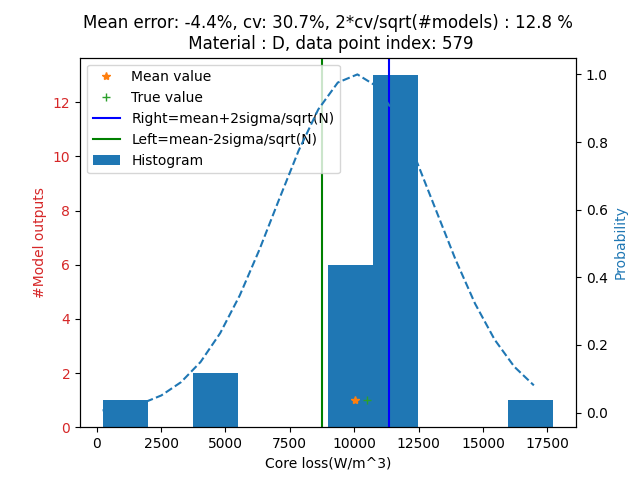 Mean error: -4.4%, cv: 30.7%, 2*cv/sqrt(#models) : 12.8 %
Material : D, data point index: 579
Mean value
True value
Right=mean+2sigma/sqrt(N)
Left=mean-2sigma/sqrt(N)
Histogram
#Model outputs
0
2
4
6
8
10
12
0.0
0.2
0.4
0.6
0.8
1.0
Probability
0
2500
5000
7500
10000
12500
15000
17500
Core loss(W/m^3)